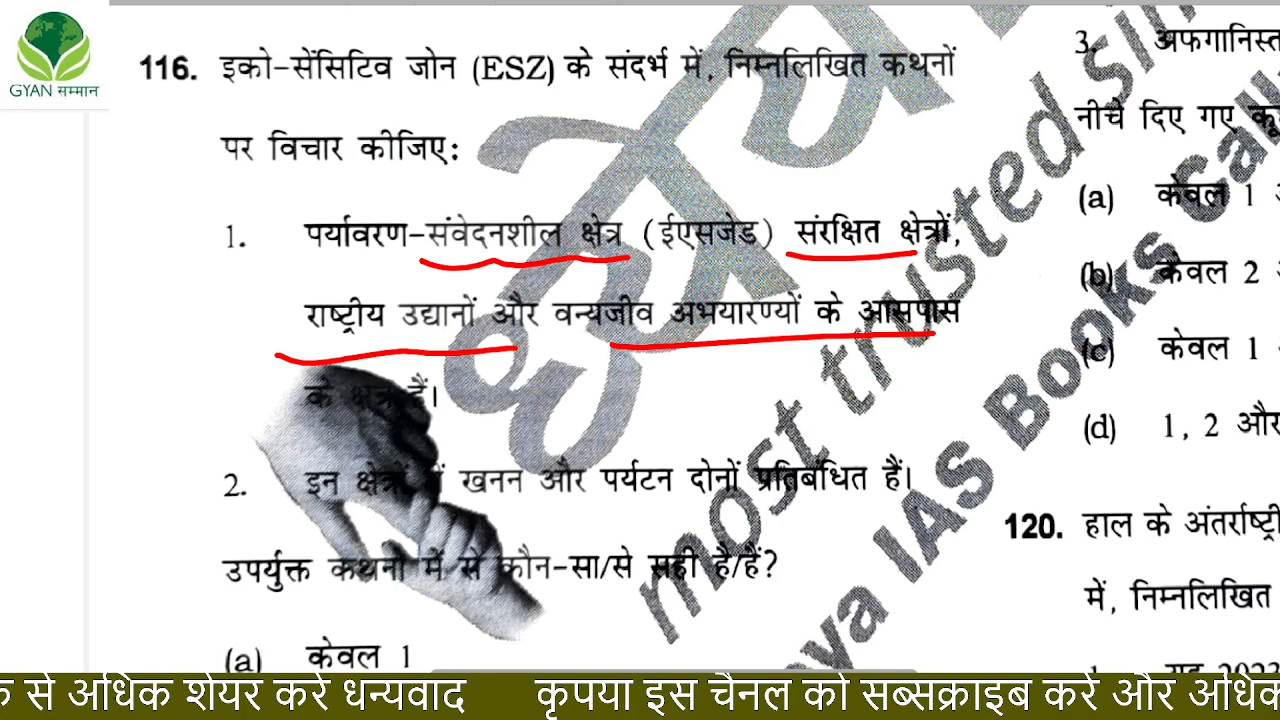 GYAN सम्मान
116. इको-सेंसिटिव जोन (ESZ) के संदर्भ में, निम्नलिखित कथनों
पर विचार कीजिए:
1. पर्यावरण-संवेदनशील क्षेत्र (ईएसजेड) संरक्षित क्षेत्रों,
राष्ट्रीय उद्यानों और वन्यजीव अभयारण्यों के आसपास
के क्षेत्र हैं।
2. इन क्षेत्रों में खनन और पर्यटन दोनों प्रतिबंधित हैं।
उपर्युक्त कथनों में से कौन-सा/से सही है/हैं?
(a) केवल 1
3. अफगानिस्त
नीचे दिए गए कू
(a) केवल 1
(b) केवल 2
(c) केवल 1
(d) 1, 2 और
120. हाल के अंतर्राष्ट्री
में, निम्नलिखित
most trusted
IAS Books
से अधिक शेयर करें धन्यवाद कृपया इस चैनल को सब्सक्राइब करें और अधिक